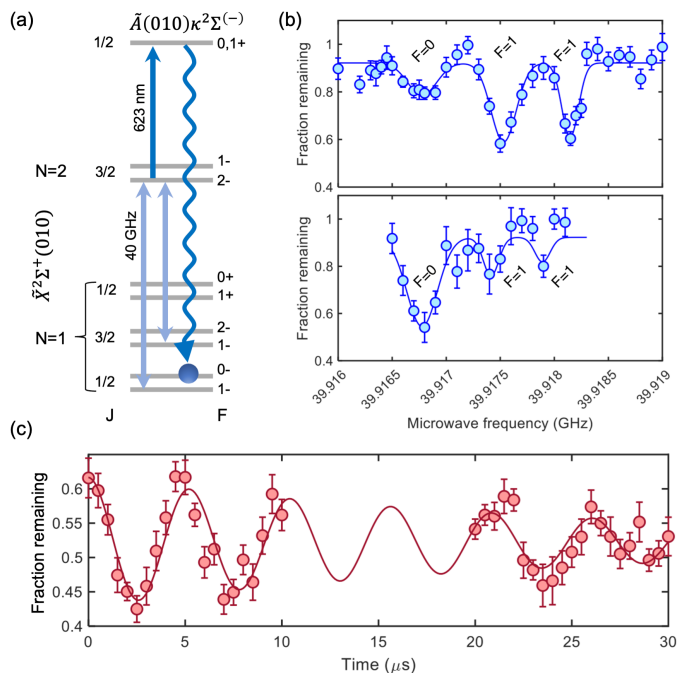 (a)
Ã(010)κ²Σ⁽⁻⁾
1/2
0,1+
623 nm
N=2
3/2
1-
2-
40 GHz
X̃²Σ⁺(010)
0+
1/2
1+
N=1
2-
3/2
1-
0-
1/2
1-
J
F
(b)
F=0
F=1
F=1
Fraction remaining
1
0.8
0.6
0.4
F=0
F=1
F=1
Fraction remaining
1
0.8
0.6
0.4
39.916
39.9165
39.917
39.9175
39.918
39.9185
39.919
Microwave frequency (GHz)
(c)
Fraction remaining
0.6
0.55
0.5
0.45
0.4
0
5
10
15
20
25
30
Time (μs)